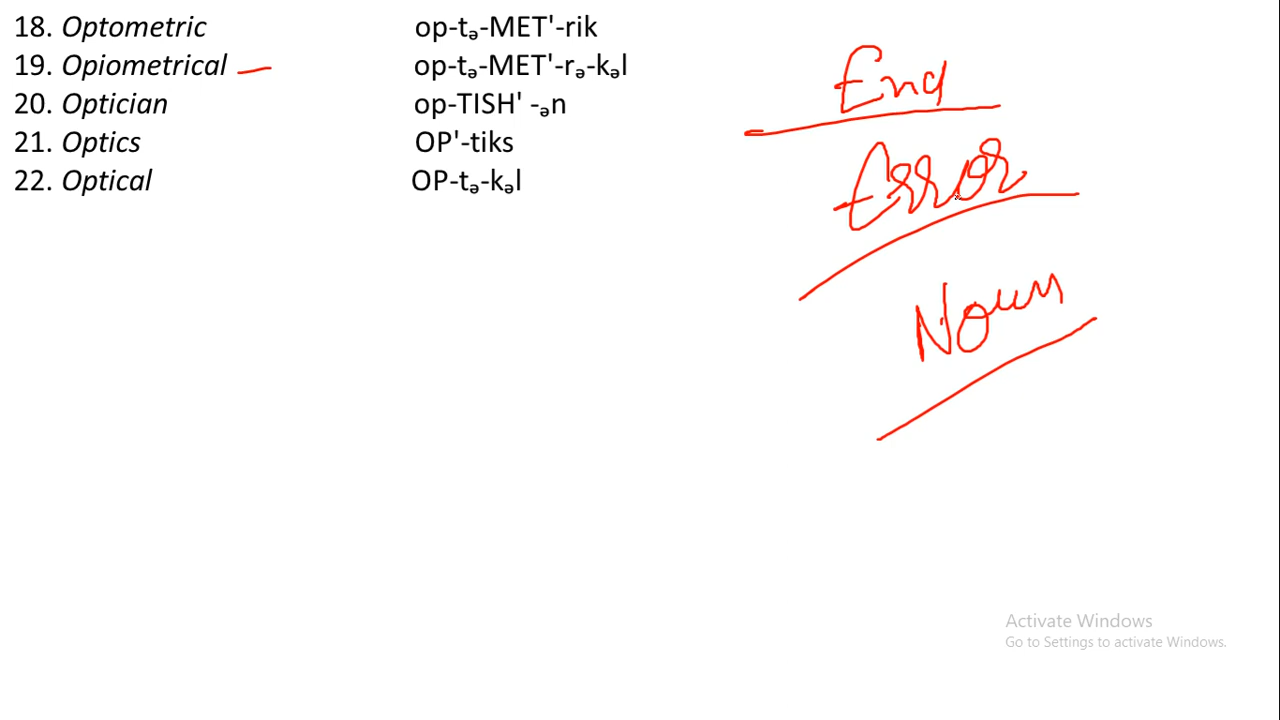 18. Optometric op-tₔ-MET'-rik
19. Opiometrical op-tₔ-MET'-rₔ-kₔl
20. Optician op-TISH' -ₔn
21. Optics OP'-tiks
22. Optical OP-tₔ-kₔl
End
Error
Noun
Activate Windows
Go to Settings to activate Windows.